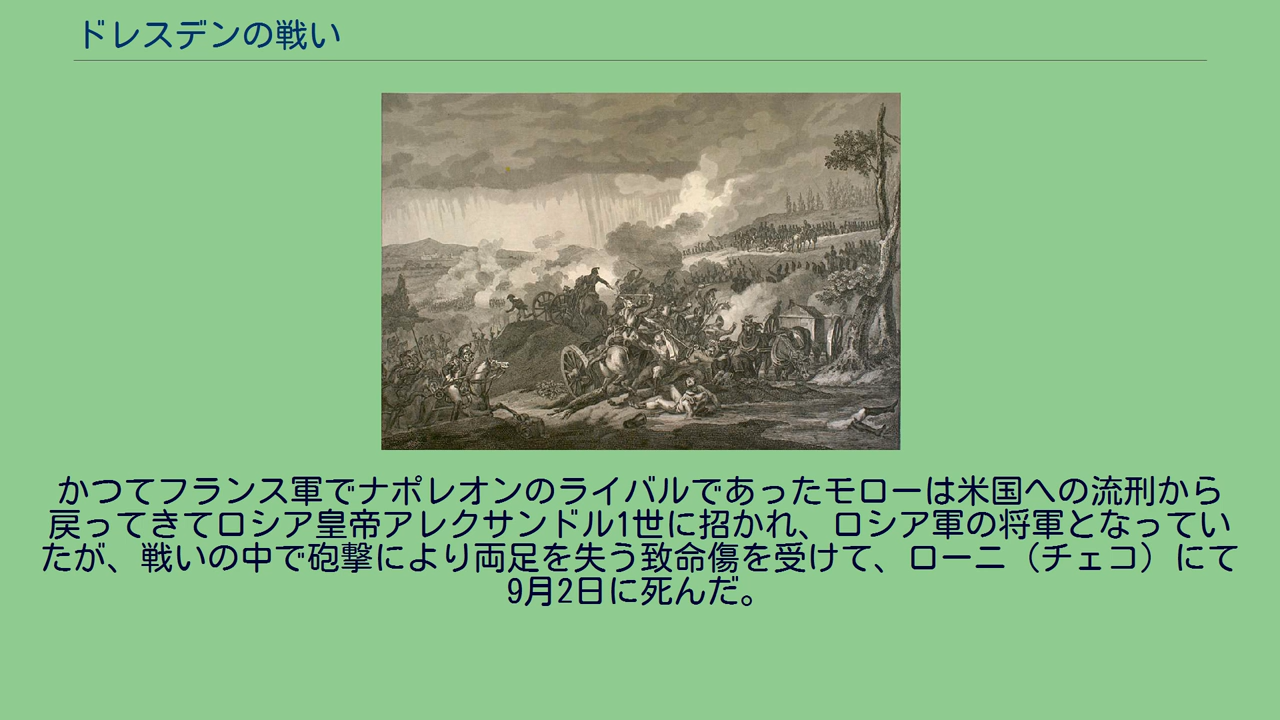 ドレスデンの戦い
かつてフランス軍でナポレオンのライバルであったモローは米国への流刑から
戻ってきてロシア皇帝アレクサンドル1世に招かれ、ロシア軍の将軍となってい
たが、戦いの中で砲撃により両足を失う致命傷を受けて、ローニ（チェコ）にて
9月2日に死んだ。